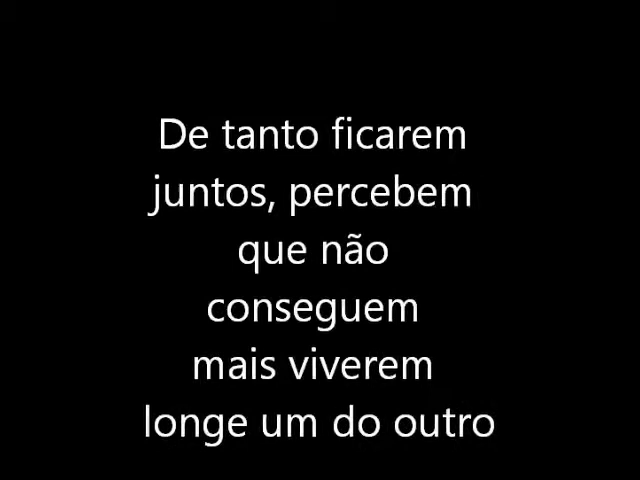 De tanto ficarem
juntos, percebem
que não
conseguem
mais viverem
longe um do outro